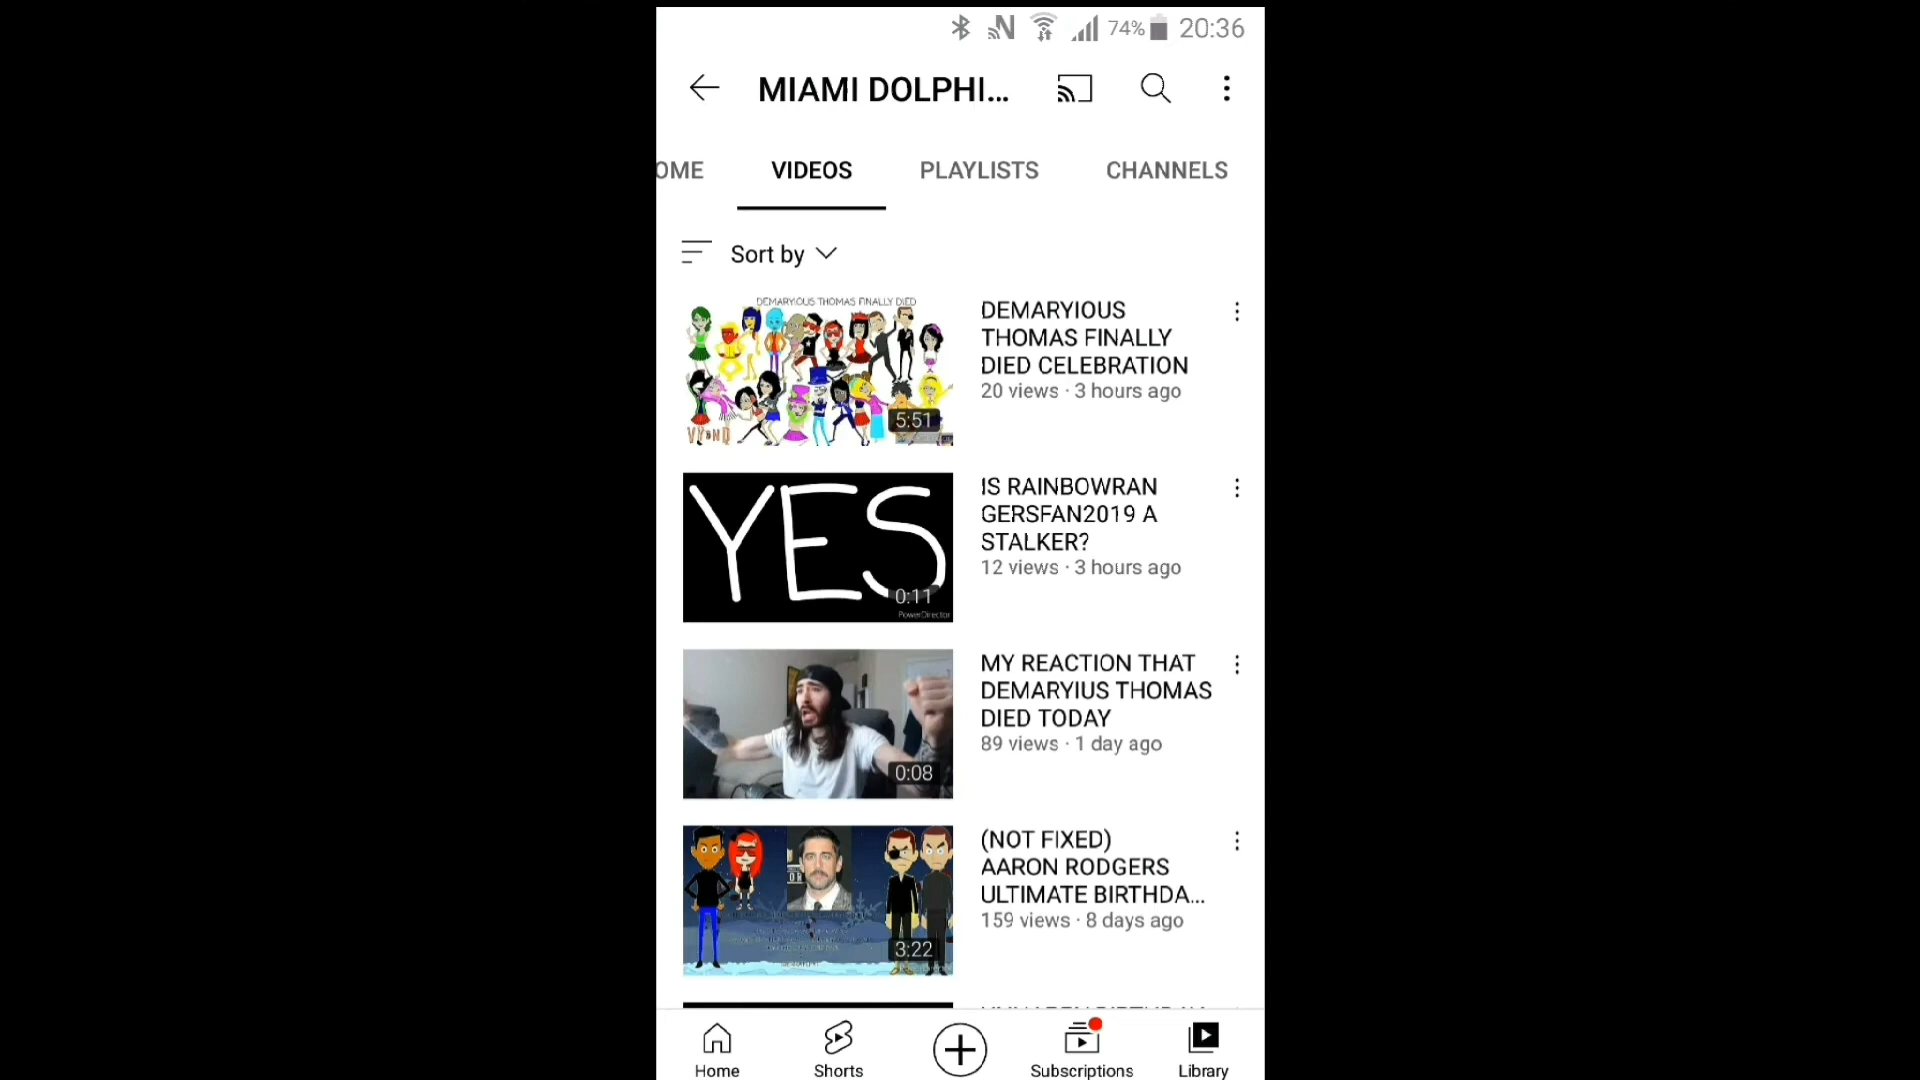 74% 20:36
MIAMI DOLPHI...
OME VIDEOS PLAYLISTS CHANNELS
Sort by
DEMARYIOUS THOMAS FINALLY DIED
5:51
DEMARYIOUS
THOMAS FINALLY
DIED CELEBRATION
20 views · 3 hours ago
YES
0:11
PowerDirector
IS RAINBOWRAN
GERSFAN2019 A
STALKER?
12 views · 3 hours ago
0:08
MY REACTION THAT
DEMARYIUS THOMAS
DIED TODAY
89 views · 1 day ago
3:22
(NOT FIXED)
AARON RODGERS
ULTIMATE BIRTHDA...
159 views · 8 days ago
Home Shorts Subscriptions Library